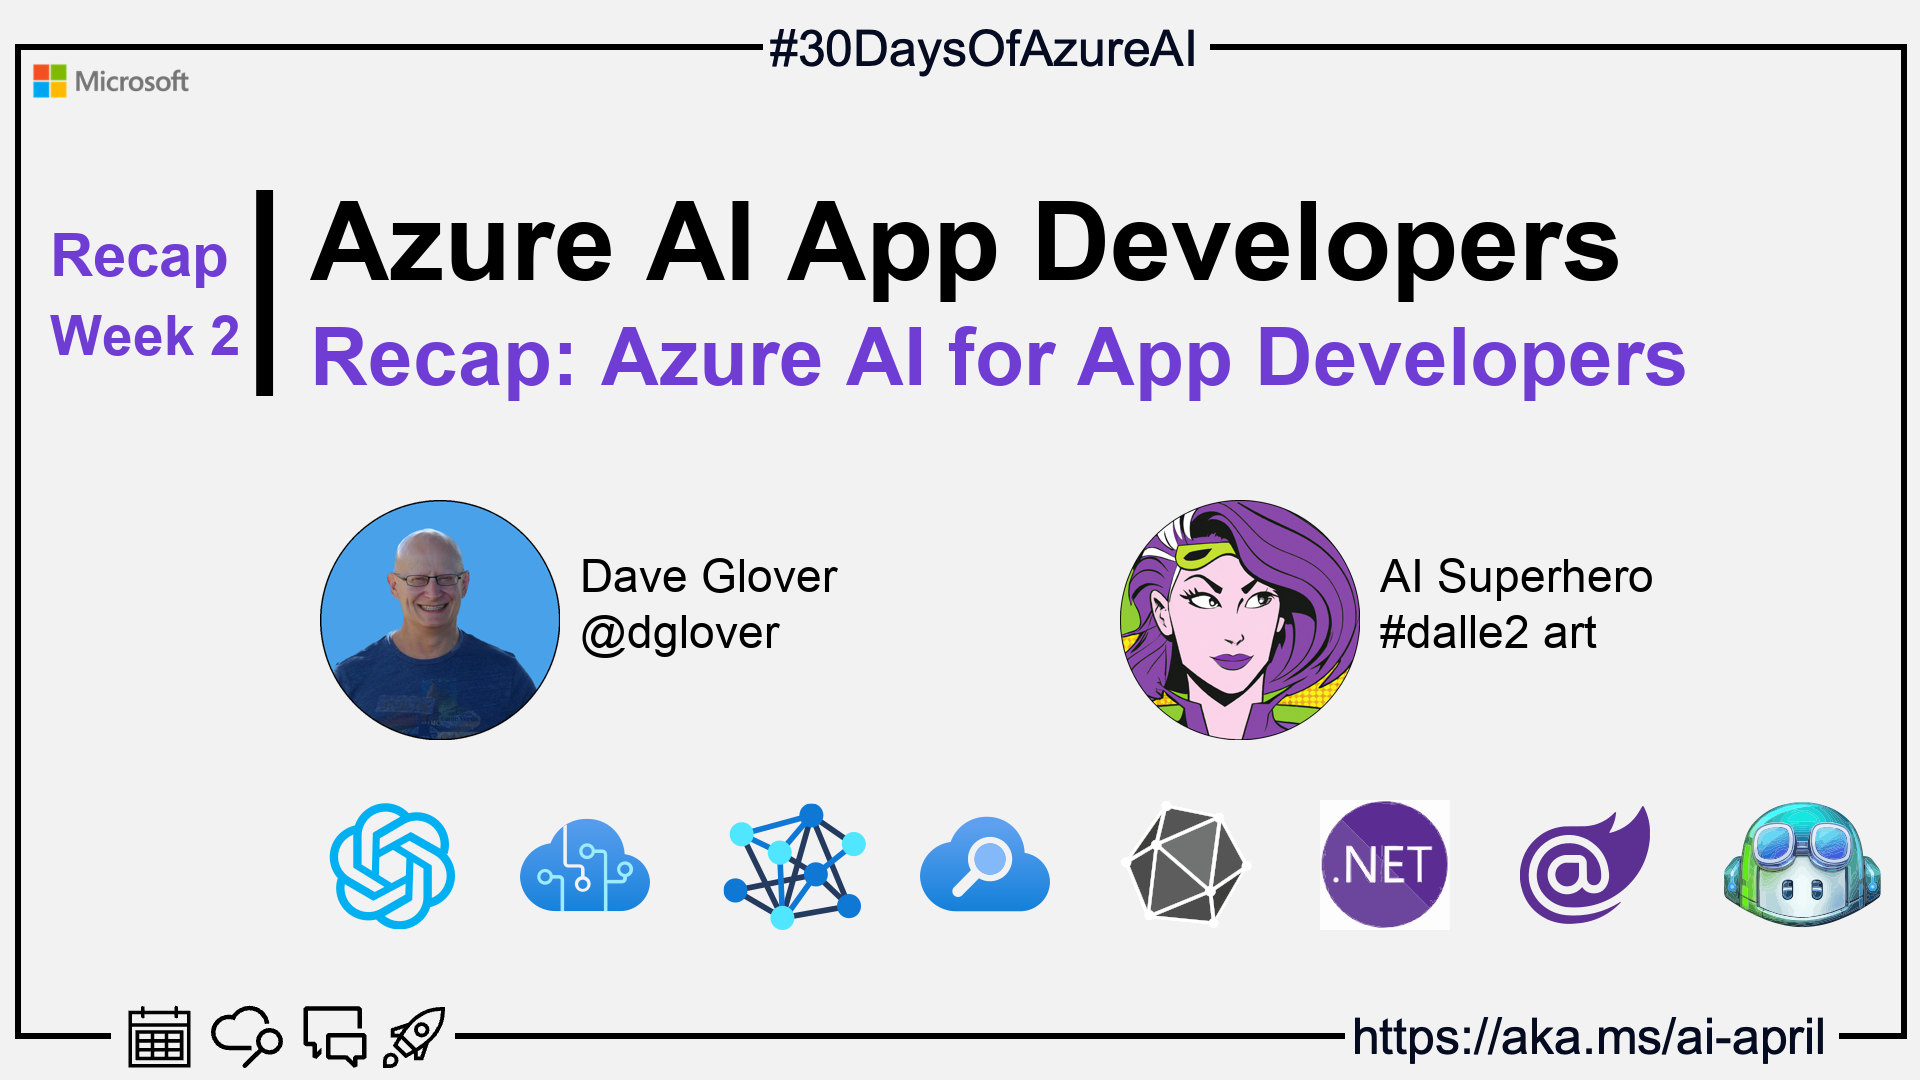 #30DaysOfAzureAI
Microsoft
Recap
Week 2
Azure AI App Developers
Recap: Azure AI for App Developers
Dave Glover
@dglover
AI Superhero
#dalle2 art
.NET
@
https://aka.ms/ai-april